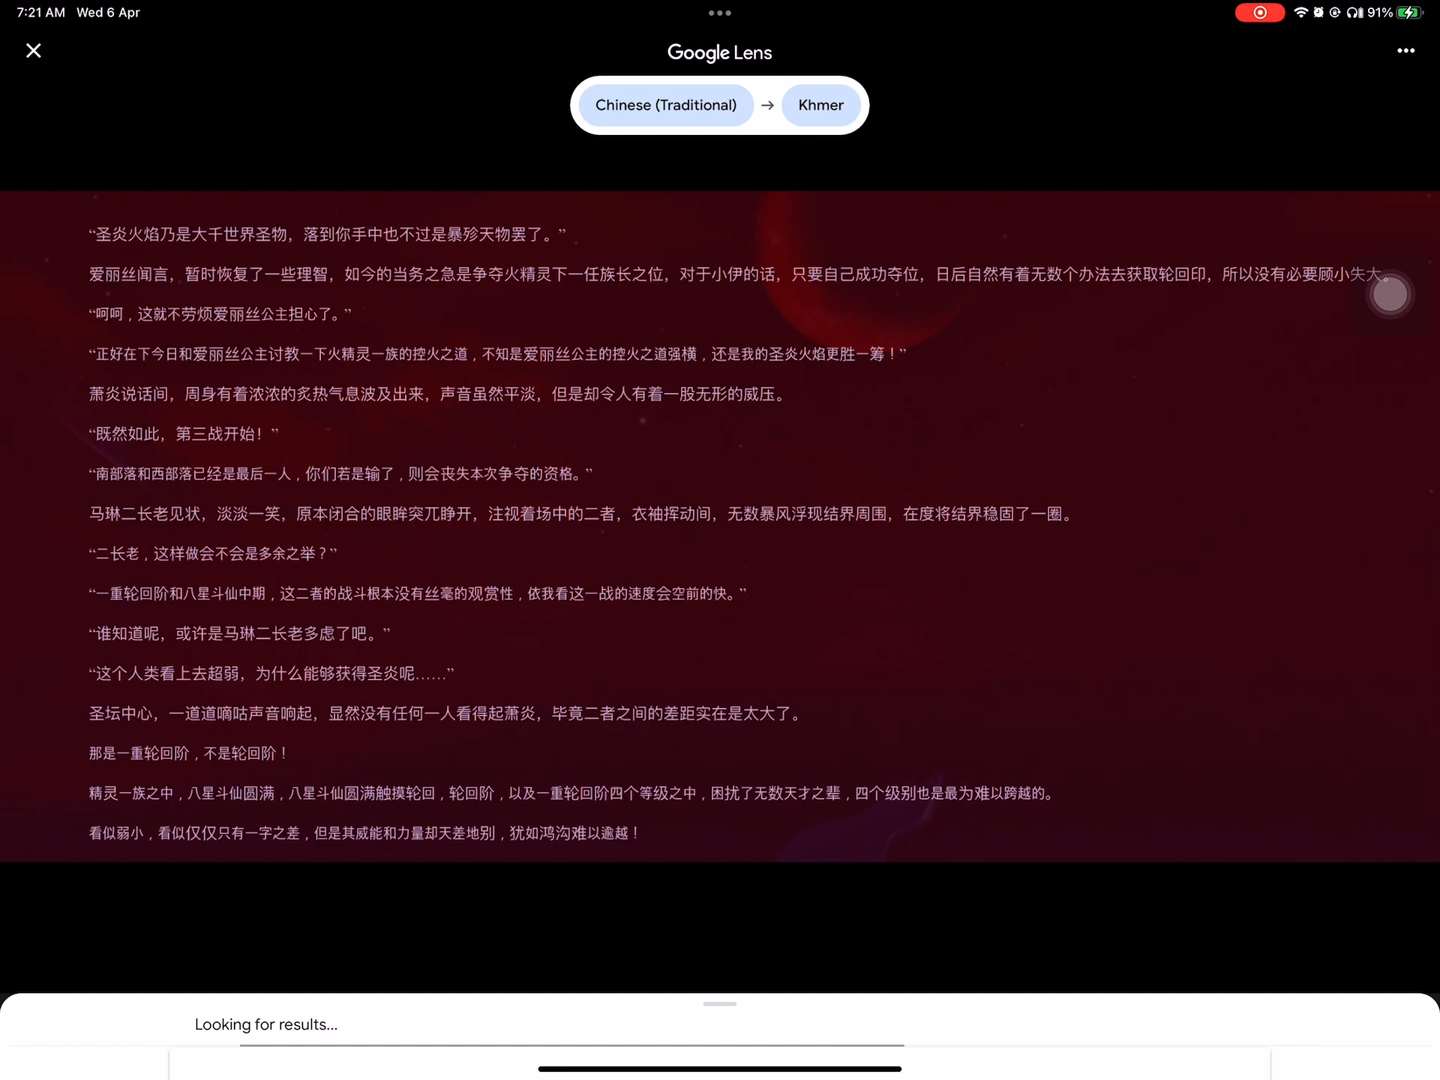 7:21 AM Wed 6 Apr
91%
Google Lens
Chinese (Traditional) → Khmer
“圣炎火焰乃是大千世界圣物，落到你手中也不过是暴殄天物罢了。”
爱丽丝闻言，暂时恢复了一些理智，如今的当务之急是争夺火精灵下一任族长之位，对于小伊的话，只要自己成功夺位，日后自然有着无数个办法去获取轮回印，所以没有必要顾小失大。
“呵呵，这就不劳烦爱丽丝公主担心了。”
“正好在下今日和爱丽丝公主讨教一下火精灵一族的控火之道，不知是爱丽丝公主的控火之道强横，还是我的圣炎火焰更胜一筹！”
萧炎说话间，周身有着浓浓的炙热气息波及出来，声音虽然平淡，但是却令人有着一股无形的威压。
“既然如此，第三战开始！”
“南部落和西部落已经是最后一人，你们若是输了，则会丧失本次争夺的资格。”
马琳二长老见状，淡淡一笑，原本闭合的眼眸突兀睁开，注视着场中的二者，衣袖挥动间，无数暴风浮现结界周围，在度将结界稳固了一圈。
“二长老，这样做会不会是多余之举？”
“一重轮回阶和八星斗仙中期，这二者的战斗根本没有丝毫的观赏性，依我看这一战的速度会空前的快。”
“谁知道呢，或许是马琳二长老多虑了吧。”
“这个人类看上去超弱，为什么能够获得圣炎呢……”
圣坛中心，一道道嘀咕声音响起，显然没有任何一人看得起萧炎，毕竟二者之间的差距实在是太大了。
那是一重轮回阶，不是轮回阶！
精灵一族之中，八星斗仙圆满，八星斗仙圆满触摸轮回，轮回阶，以及一重轮回阶四个等级之中，困扰了无数天才之辈，四个级别也是最为难以跨越的。
看似弱小，看似仅仅只有一字之差，但是其威能和力量却天差地别，犹如鸿沟难以逾越！
Looking for results...